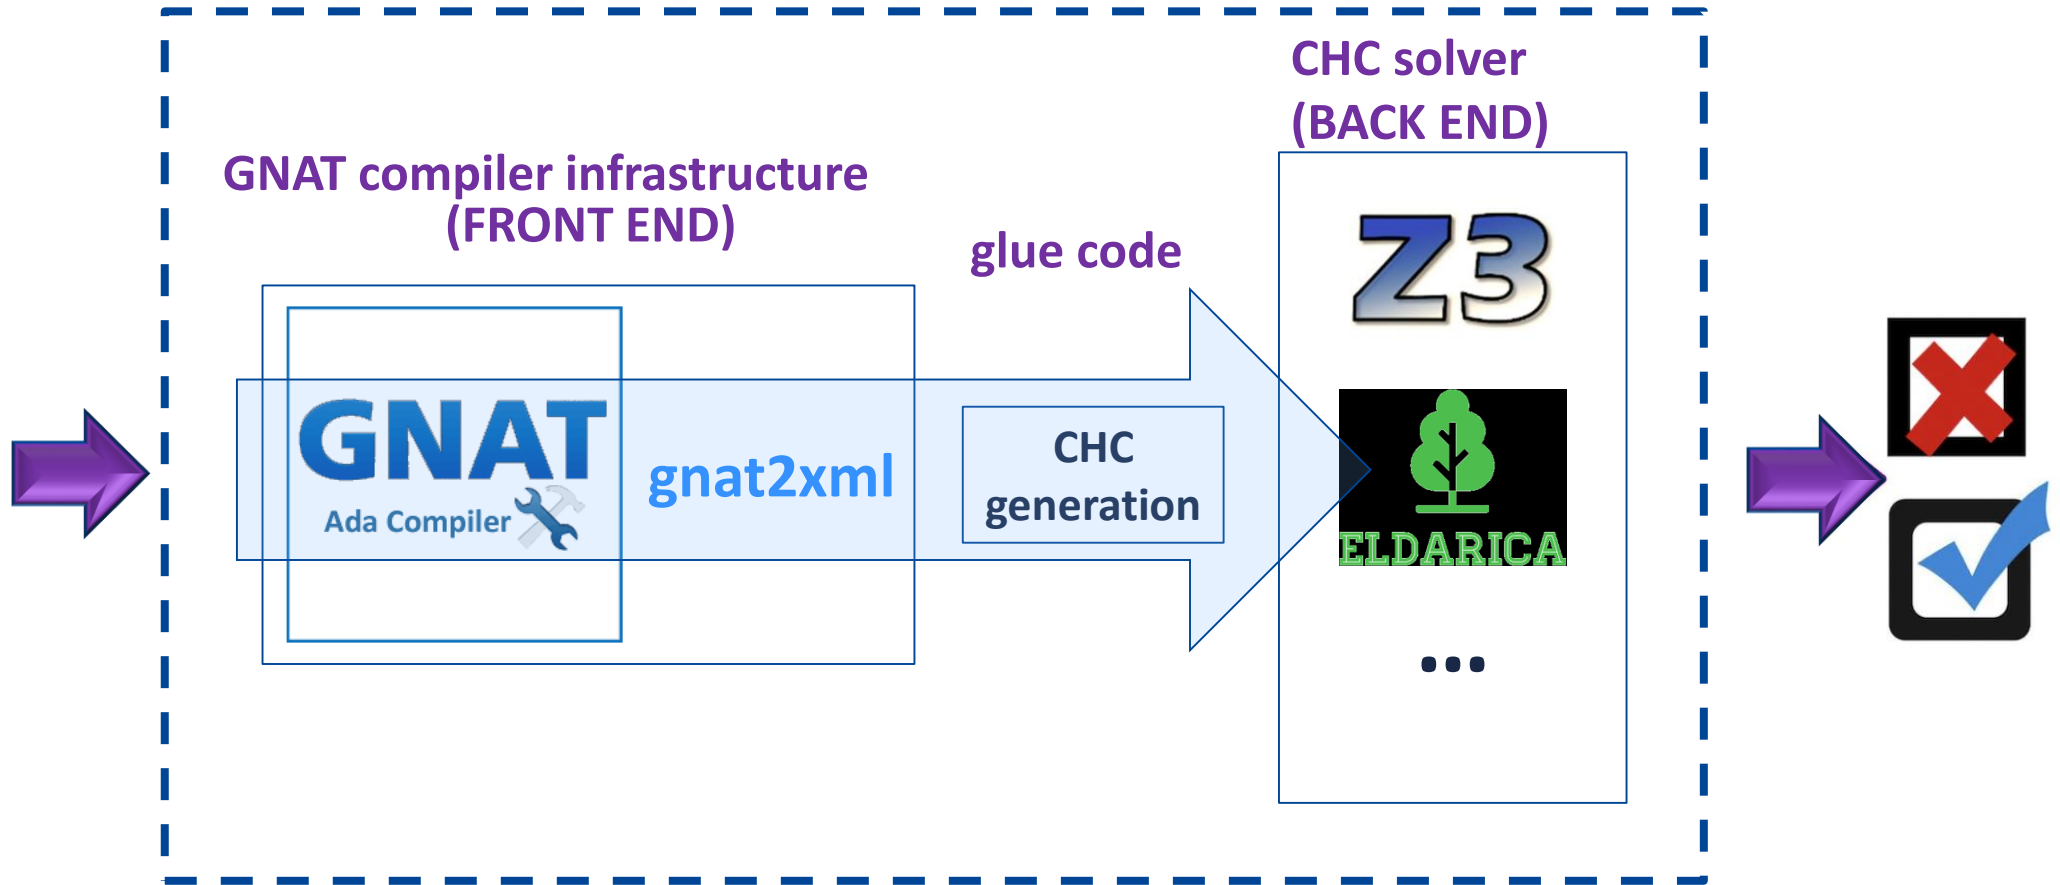 CHC solver
(BACK END)
GNAT compiler infrastructure
(FRONT END)
glue code
Z3
GNAT
Ada Compiler
gnat2xml
CHC
generation
ELDARICA
...